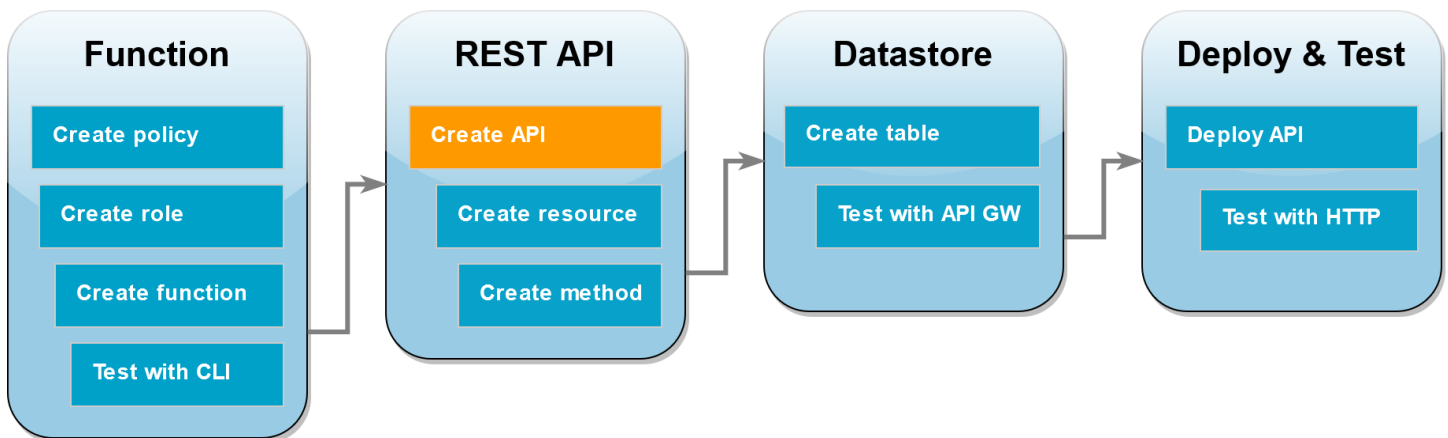 Function
Create policy
Create role
Create function
Test with CLI
REST API
Create API
Create resource
Create method
Datastore
Create table
Test with API GW
Deploy & Test
Deploy API
Test with HTTP